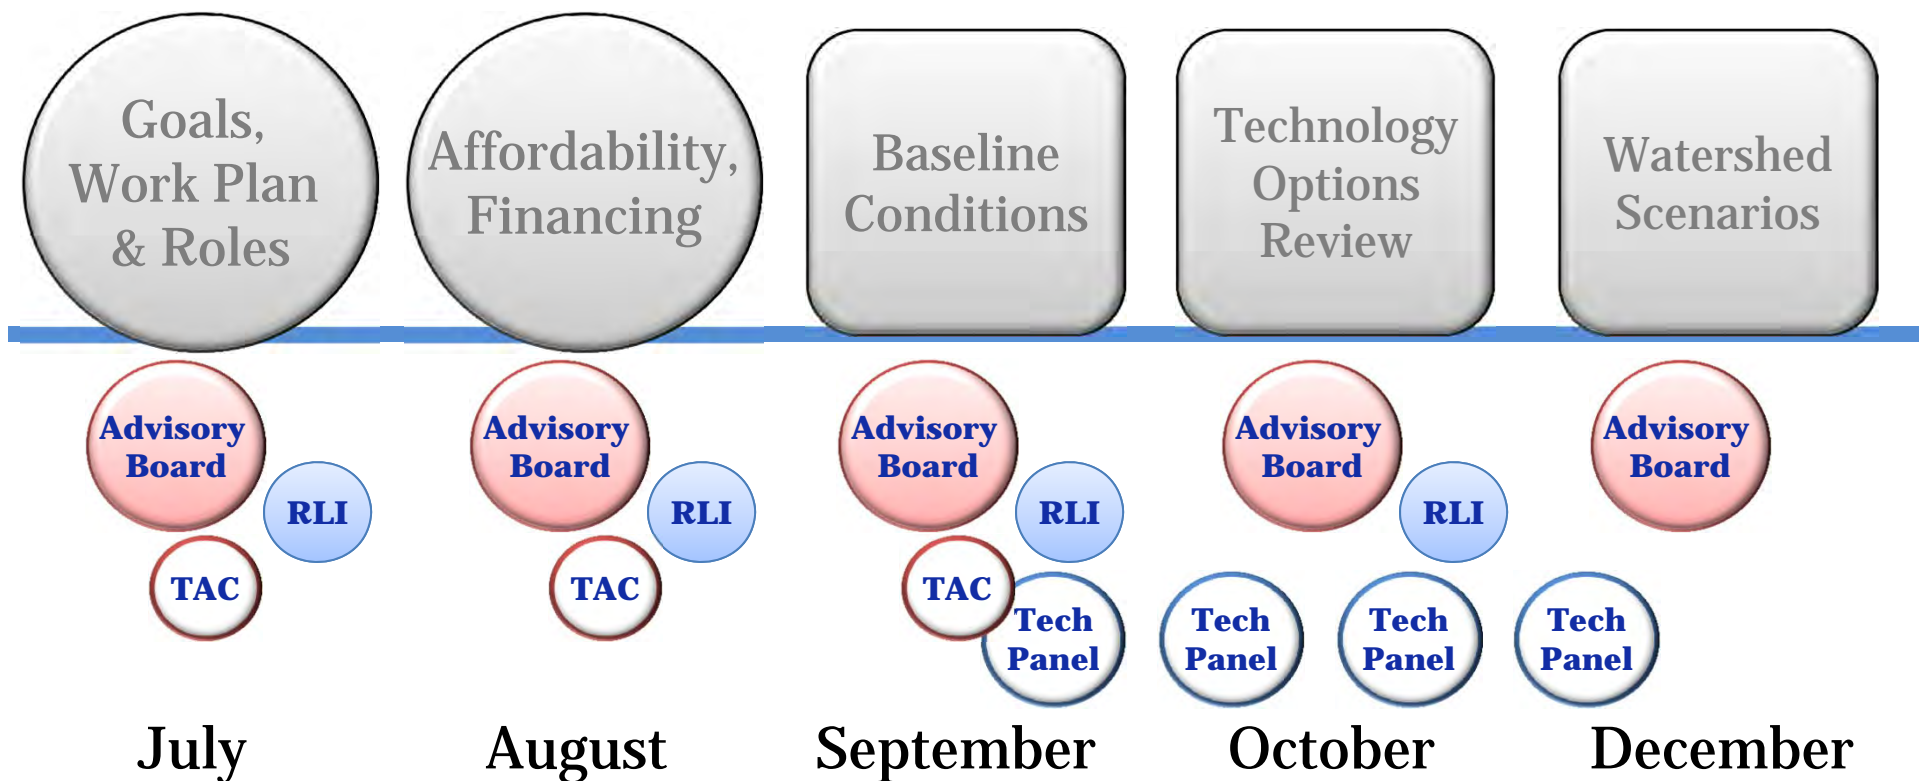 Goals,
Work Plan
& Roles
Affordability,
Financing
Baseline
Conditions
Technology
Options
Review
Watershed
Scenarios
Advisory
Board
RLI
TAC
Advisory
Board
RLI
TAC
Advisory
Board
RLI
TAC
Tech
Panel
Advisory
Board
RLI
Tech
Panel
Tech
Panel
Advisory
Board
Tech
Panel
July
August
September
October
December